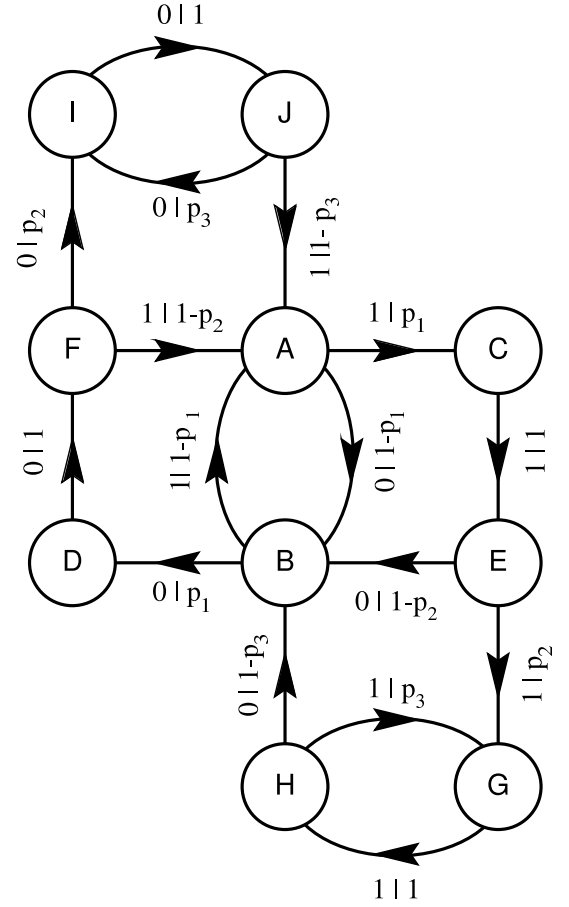 0 | 1
I
J
0 | p3
0 | p2
1 | 1- p3
1 | 1-p2
1 | p1
F
A
C
0 | 1
1 | 1-p1
0 | 1-p1
1 | 1
D
B
E
0 | p1
0 | 1-p2
0 | 1-p3
1 | p3
1 | p2
H
G
1 | 1